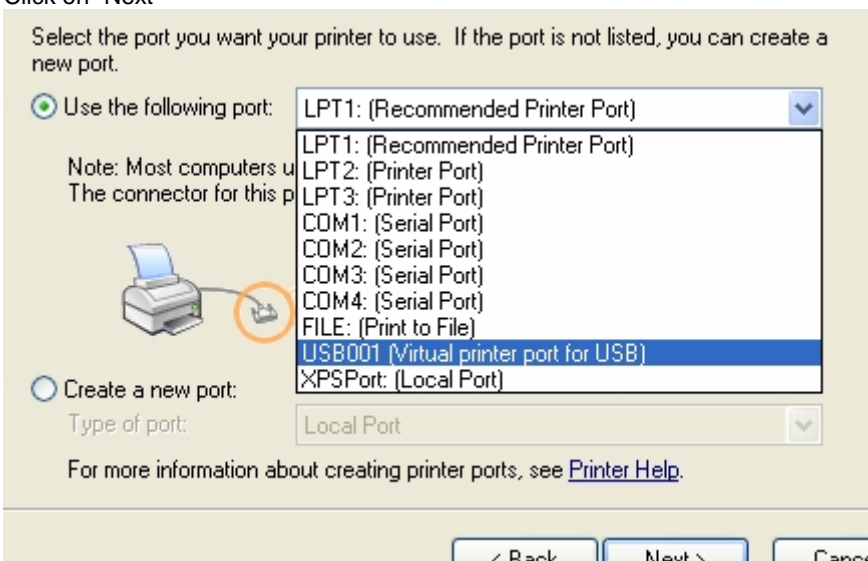 Click on "Next"
Select the port you want your printer to use. If the port is not listed, you can create a
new port.
Use the following port:
LPT1: (Recommended Printer Port)
LPT1: (Recommended Printer Port)
Note: Most computers
LPT2: (Printer Port)
The connector for this
LPT3: (Printer Port)
COM1: (Serial Port)
COM2: (Serial Port)
COM3: (Serial Port)
COM4: (Serial Port)
FILE: (Print to File)
USB001 (Virtual printer port for USB)
XPSPort: (Local Port)
Create a new port:
Type of port:
Local Port
For more information about creating printer ports, see Printer Help.
< Back
Next >
Cance